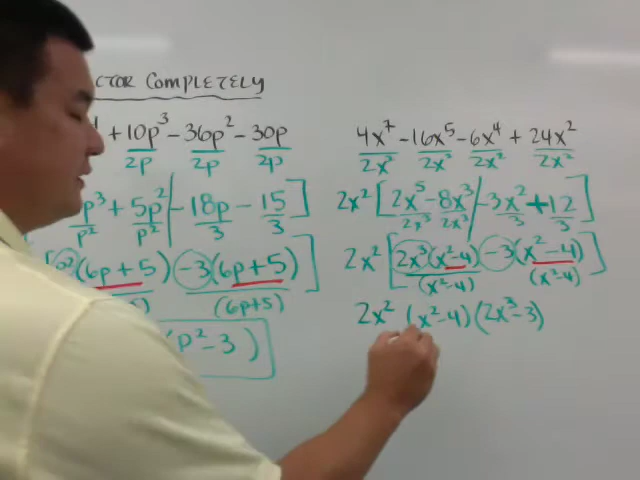 CTOR COMPLETELY
+10p³ -36p² -30p
2p 2p 2p
p³ + 5p² -18p - 15 ]
p² p² 3 3
(6p+5) -3(6p+5) ]
(6p+5)
(p²-3)
4x⁷ -16x⁵ -6x⁴ + 24x²
2x² 2x² 2x² 2x²
2x² [ 2x⁵ -8x³ -3x² +12 ]
2x³ 2x³ 3 3
2x² [ 2x³(x²-4) -3(x²-4) ]
(x²-4) (x²-4)
2x² (x²-4)(2x³-3)